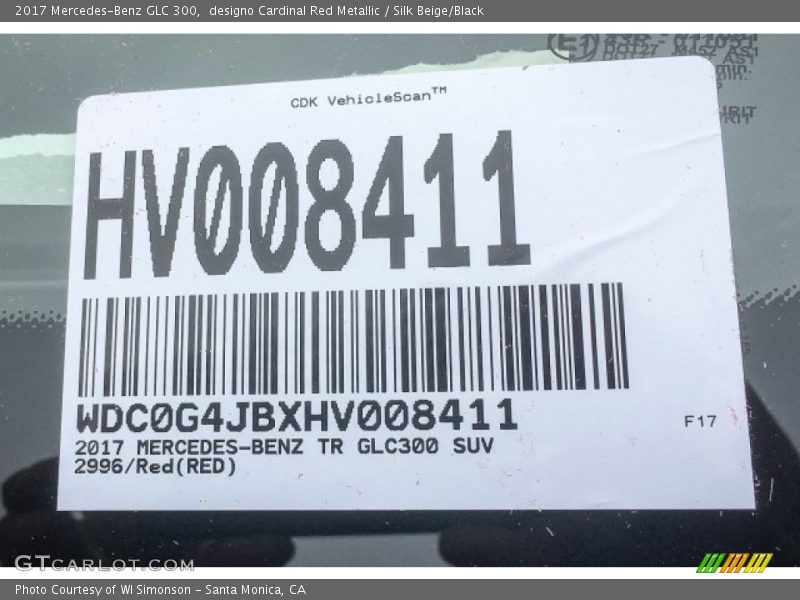 2017 Mercedes-Benz GLC 300,  designo Cardinal Red Metallic / Silk Beige/Black
CDK VehicleScan™
HV008411
WDC0G4JBXHV008411
F17
2017 MERCEDES-BENZ TR GLC300 SUV
2996/Red(RED)
GTcarlot.com
Photo Courtesy of WI Simonson - Santa Monica, CA